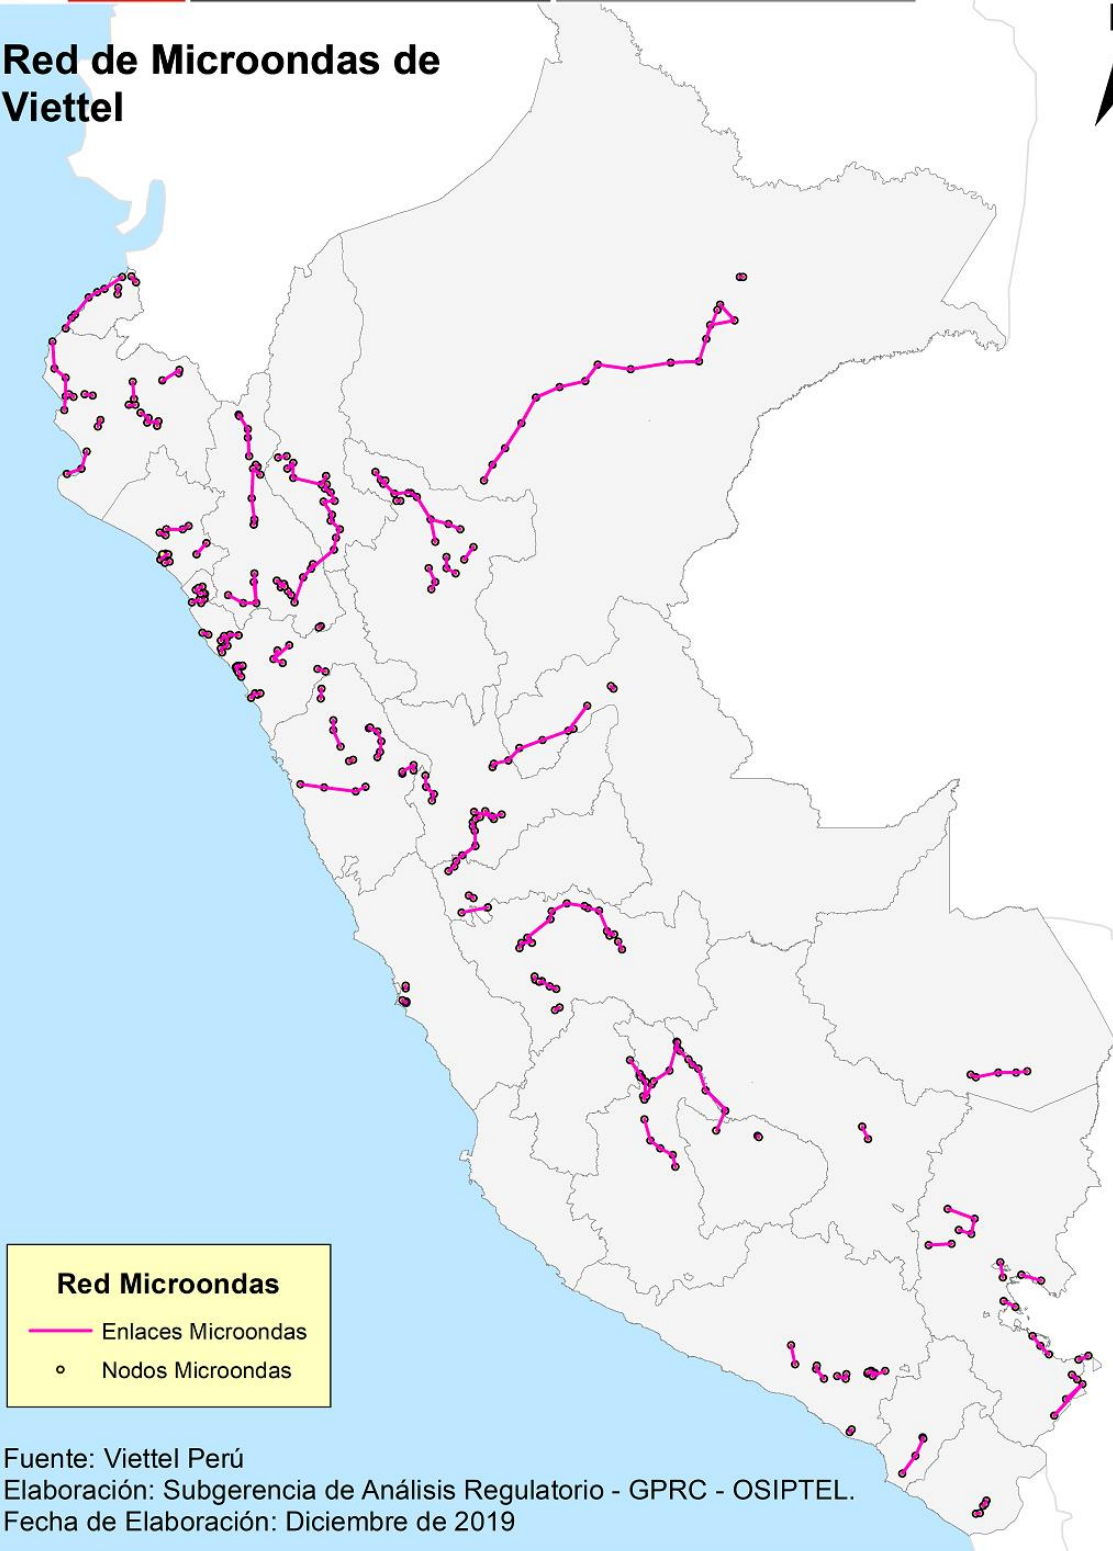 Red de Microondas de
Viettel
Red Microondas
Enlaces Microondas
Nodos Microondas
Fuente: Viettel Perú
Elaboración: Subgerencia de Análisis Regulatorio - GPRC - OSIPTEL.
Fecha de Elaboración: Diciembre de 2019